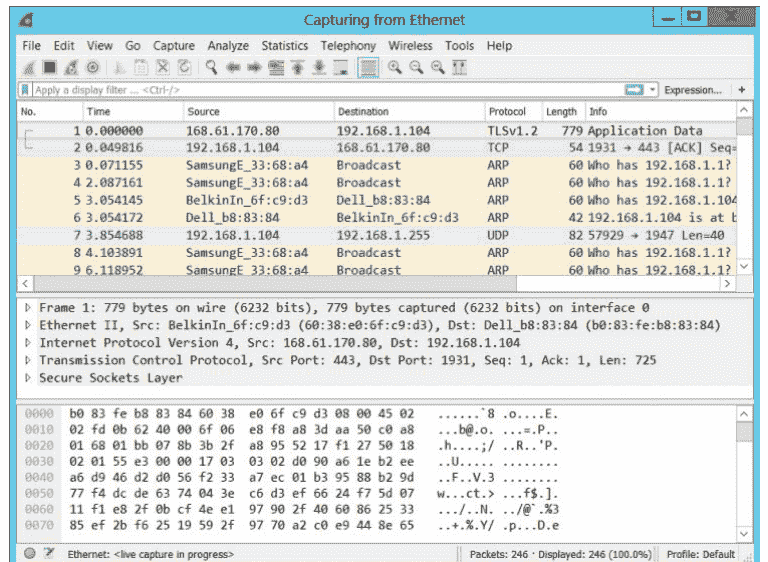 Capturing from Ethernet
File Edit View Go Capture Analyze Statistics Telephony Wireless Tools Help
Apply a display filter ... <Ctrl-/> Expression... +
No. Time Source Destination Protocol Length Info
1 0.000000 168.61.170.80 192.168.1.104 TLSv1.2 779 Application Data
2 0.049816 192.168.1.104 168.61.170.80 TCP 54 1931 → 443 [ACK] Seq=
3 0.071155 SamsungE_33:68:a4 Broadcast ARP 60 Who has 192.168.1.1?
4 2.087161 SamsungE_33:68:a4 Broadcast ARP 60 Who has 192.168.1.1?
5 3.054145 BelkinIn_6f:c9:d3 Dell_b8:83:84 ARP 60 Who has 192.168.1.104
6 3.054172 Dell_b8:83:84 BelkinIn_6f:c9:d3 ARP 42 192.168.1.104 is at b
7 3.854688 192.168.1.104 192.168.1.255 UDP 82 57929 → 1947 Len=40
8 4.103891 SamsungE_33:68:a4 Broadcast ARP 60 Who has 192.168.1.1?
9 6.118952 SamsungE_33:68:a4 Broadcast ARP 60 Who has 192.168.1.1?
Frame 1: 779 bytes on wire (6232 bits), 779 bytes captured (6232 bits) on interface 0
Ethernet II, Src: BelkinIn_6f:c9:d3 (60:38:e0:6f:c9:d3), Dst: Dell_b8:83:84 (b0:83:fe:b8:83:84)
Internet Protocol Version 4, Src: 168.61.170.80, Dst: 192.168.1.104
Transmission Control Protocol, Src Port: 443, Dst Port: 1931, Seq: 1, Ack: 1, Len: 725
Secure Sockets Layer
0000 b0 83 fe b8 83 84 60 38 e0 6f c9 d3 08 00 45 02 ......`8 .o....E.
0010 02 fd 0b 62 40 00 6f 06 e8 f8 a8 3d aa 50 c0 a8 ...b@.o. ...=.P..
0020 01 68 01 bb 07 8b 3b 2f a8 95 52 17 f1 27 50 18 .h....;/ ..R..'P.
0030 02 01 55 e3 00 00 17 03 03 02 d0 90 a6 1e b2 ee ..U..... ........
0040 a6 d9 46 d2 d0 56 f2 33 a7 ec 01 b3 95 88 b2 9d ..F..V.3 ........
0050 77 f4 dc de 63 74 04 3e c6 d3 ef 66 24 f7 5d 07 w...ct.> ...f$.].
0060 11 f1 e8 2f 0b cf 4e e1 97 90 2f 40 60 86 25 33 .../..N. ../@`.%3
0070 85 ef 2b f6 25 19 59 2f 97 70 a2 c0 e9 44 8e 65 ..+.%.Y/ .p...D.e
Ethernet: <live capture in progress> Packets: 246 · Displayed: 246 (100.0%) Profile: Default